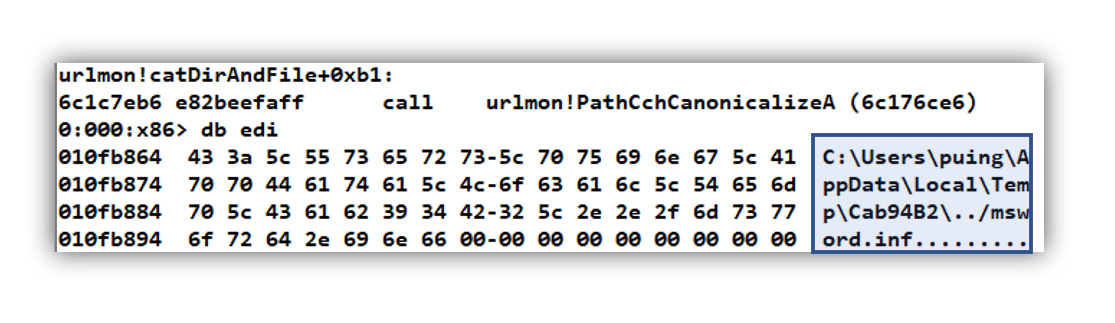 urlmon!catDirAndFile+0xb1:
6c1c7eb6 e82beefaff      call    urlmon!PathCchCanonicalizeA (6c176ce6)
0:000:x86> db edi
010fb864  43 3a 5c 55 73 65 72 73-5c 70 75 69 6e 67 5c 41  C:\Users\puing\A
010fb874  70 70 44 61 74 61 5c 4c-6f 63 61 6c 5c 54 65 6d  ppData\Local\Tem
010fb884  70 5c 43 61 62 39 34 42-32 5c 2e 2e 2f 6d 73 77  p\Cab94B2\../msw
010fb894  6f 72 64 2e 69 6e 66 00-00 00 00 00 00 00 00 00  ord.inf.........